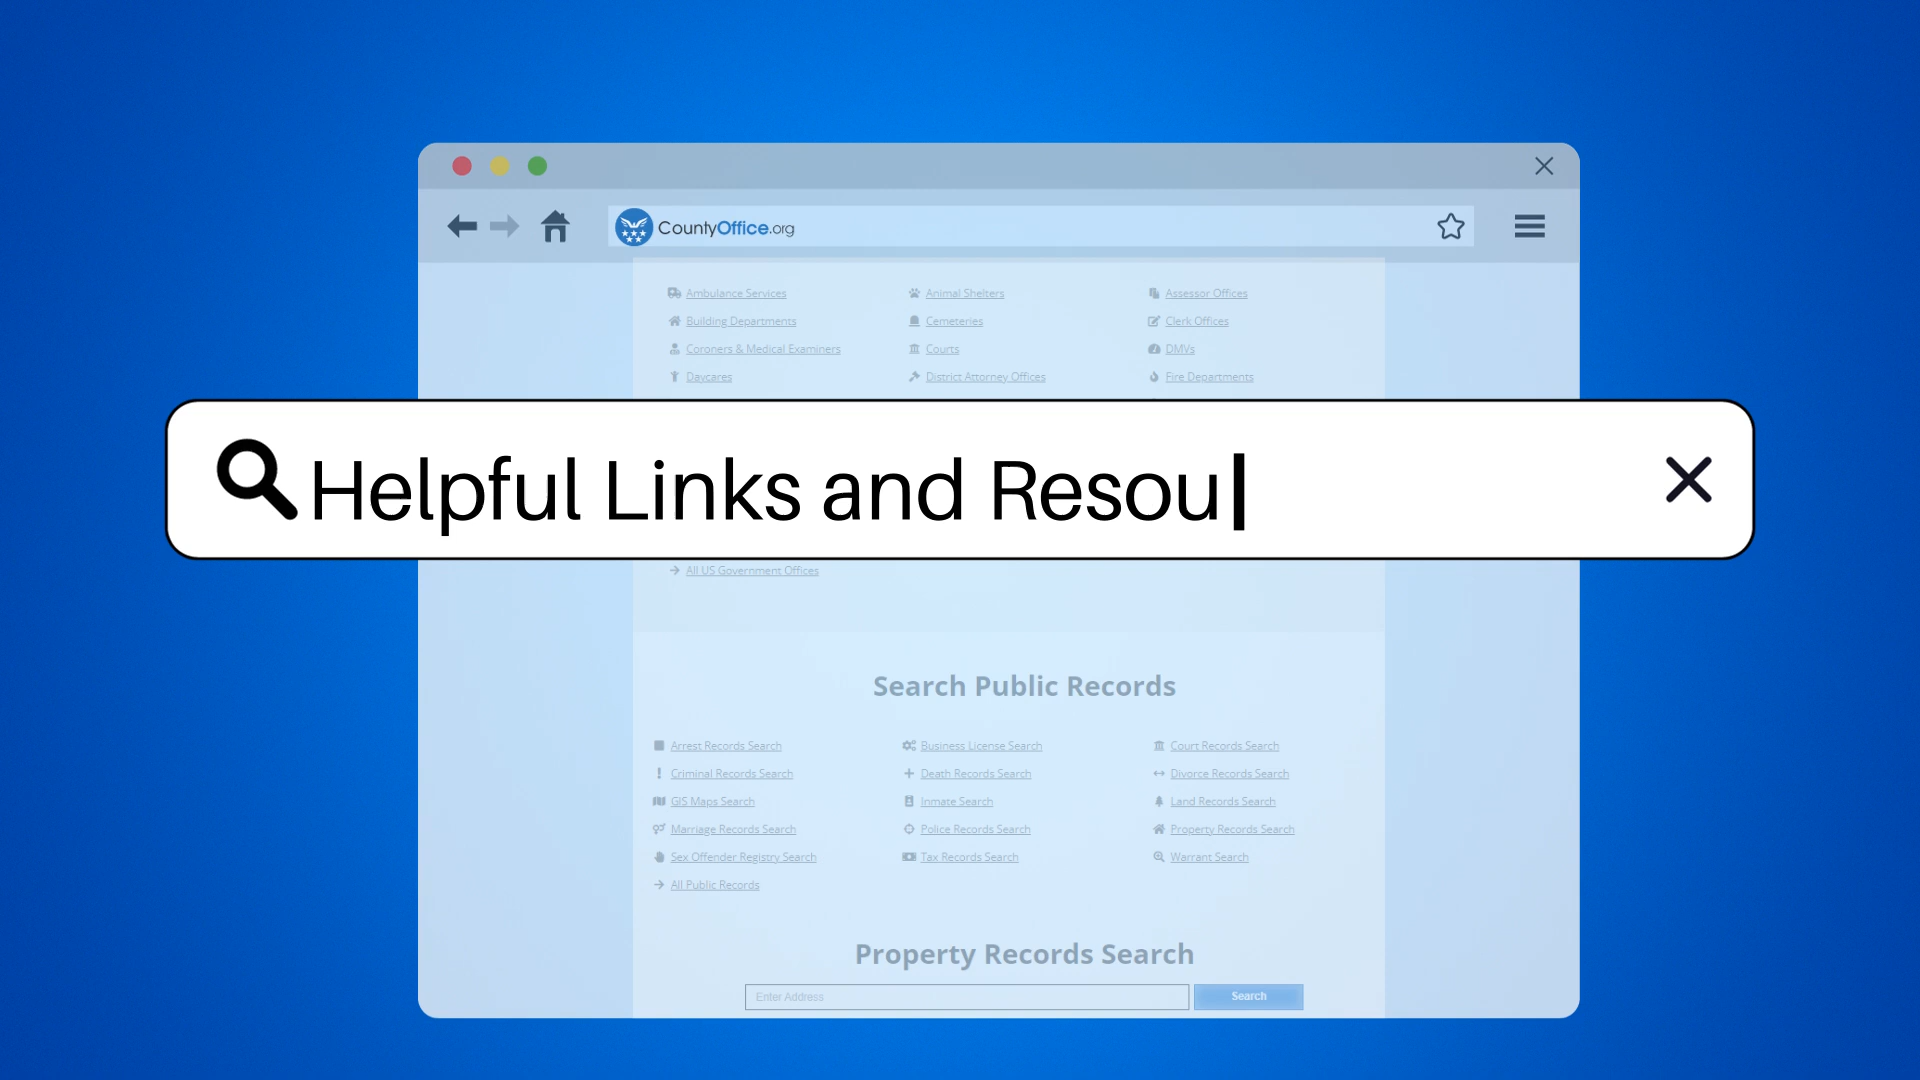 CountyOffice.org
Ambulance Services Animal Shelters Assessor Offices
Building Departments Cemeteries Clerk Offices
Coroners & Medical Examiners Courts DMVs
Daycares District Attorney Offices Fire Departments
Helpful Links and Resou
All US Government Offices
Search Public Records
Arrest Records Search Business License Search Court Records Search
Criminal Records Search Death Records Search Divorce Records Search
GIS Maps Search Inmate Search Land Records Search
Marriage Records Search Police Records Search Property Records Search
Sex Offender Registry Search Tax Records Search Warrant Search
All Public Records
Property Records Search
Enter Address Search